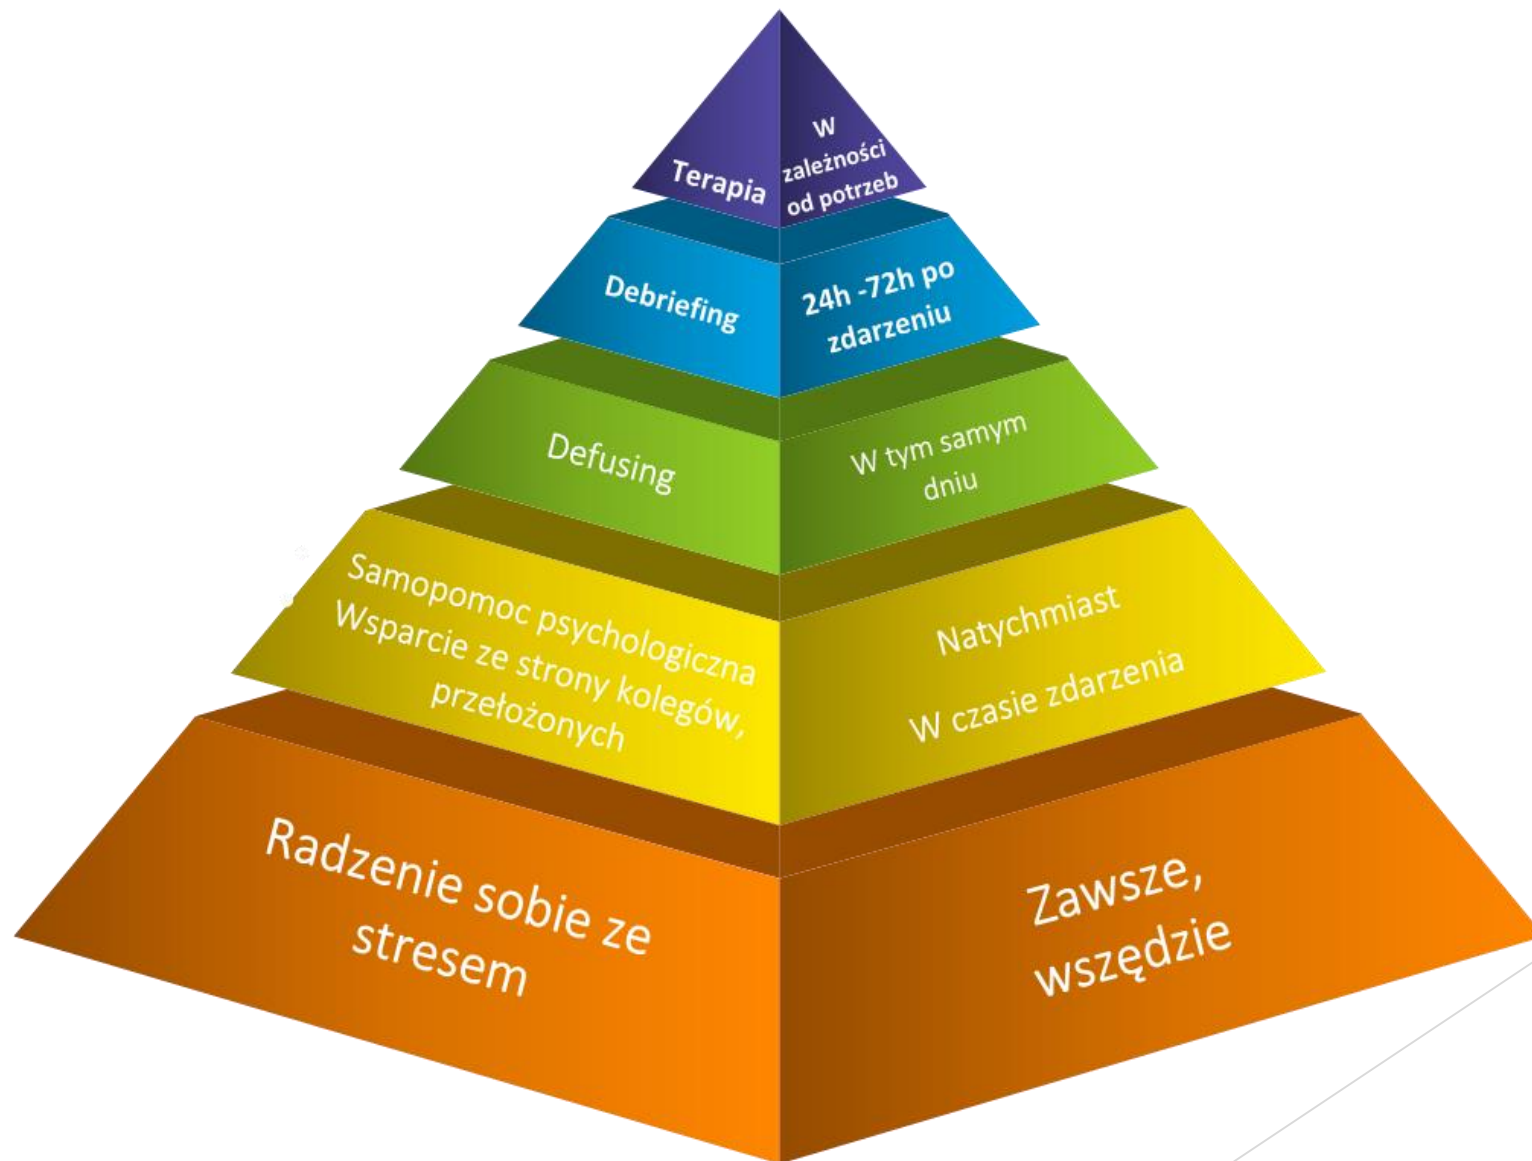 Terapia
W
zależności
od potrzeb
Debriefing
24h -72h po
zdarzeniu
Defusing
W tym samym
dniu
Samopomoc psychologiczna
Wsparcie ze strony kolegów,
przełożonych
Natychmiast
W czasie zdarzenia
Radzenie sobie ze
stresem
Zawsze,
wszędzie